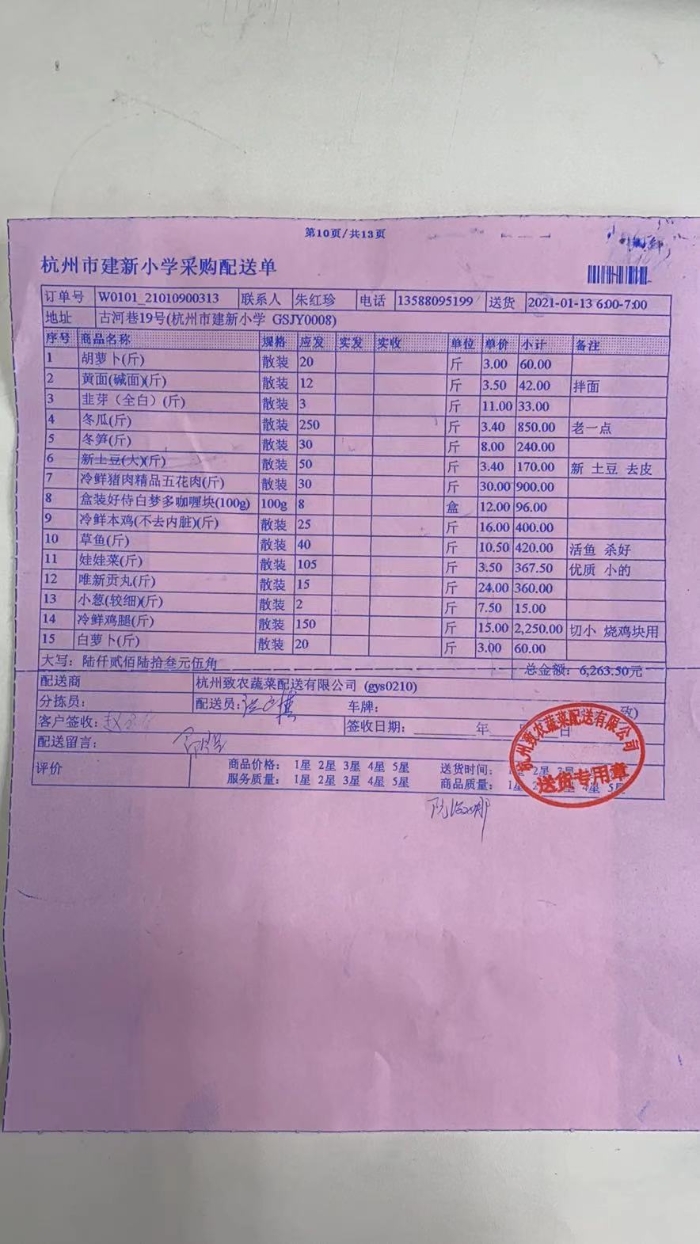 第10页/共13页
杭州市建新小学采购配送单
订单号 W0101_21010900313 联系人 朱红珍 电话 13588095199 送货 2021-01-13 6:00-7:00
地址 古河巷19号(杭州市建新小学 GSJY0008)
序号 商品名称 规格 应发 实发 实收 单位 单价 小计 备注
1 胡萝卜(斤) 散装 20 斤 3.00 60.00
2 黄面(碱面)(斤) 散装 12 斤 3.50 42.00 拌面
3 韭芽（全白）(斤) 散装 3 斤 11.00 33.00
4 冬瓜(斤) 散装 250 斤 3.40 850.00 老一点
5 冬笋(斤) 散装 30 斤 8.00 240.00
6 新土豆(大)(斤) 散装 50 斤 3.40 170.00 新 土豆 去皮
7 冷鲜猪肉精品五花肉(斤) 散装 30 斤 30.00 900.00
8 盒装好侍白梦多咖喱块(100g) 100g 8 盒 12.00 96.00
9 冷鲜本鸡(不去内脏)(斤) 散装 25 斤 16.00 400.00
10 草鱼(斤) 散装 40 斤 10.50 420.00 活鱼 杀好
11 娃娃菜(斤) 散装 105 斤 3.50 367.50 优质 小的
12 唯新贡丸(斤) 散装 15 斤 24.00 360.00
13 小葱(较细)(斤) 散装 2 斤 7.50 15.00
14 冷鲜鸡腿(斤) 散装 150 斤 15.00 2,250.00 切小 烧鸡块用
15 白萝卜(斤) 散装 20 斤 3.00 60.00
大写: 陆仟贰佰陆拾叁元伍角 总金额: 6,263.50元
配送商 杭州致农蔬菜配送有限公司 (gys0210)
分拣员: 配送员: 车牌:
客户签收: 签收日期: 年 日
配送留言:
评价 商品价格: 1星 2星 3星 4星 5星 送货时间: 2星
服务质量: 1星 2星 3星 4星 5星 商品质量: 1星 4星 5星
杭州致农蔬菜配送有限公司
送货专用章